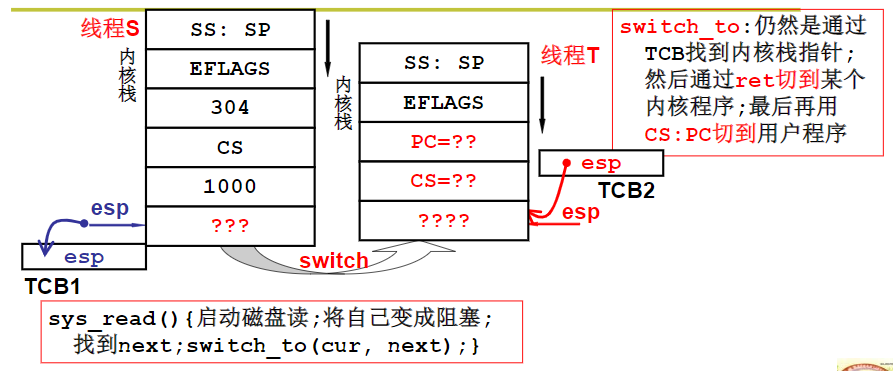 线程S
内核栈
SS: SP
EFLAGS
304
CS
1000
???
esp
esp
TCB1
switch
内核栈
SS: SP
EFLAGS
PC=??
CS=??
????
线程T
esp
TCB2
esp
switch_to:仍然是通过
TCB找到内核栈指针;
然后通过ret切到某个
内核程序;最后再用
CS:PC切到用户程序
sys_read(){启动磁盘读;将自己变成阻塞;
找到next;switch_to(cur, next);}